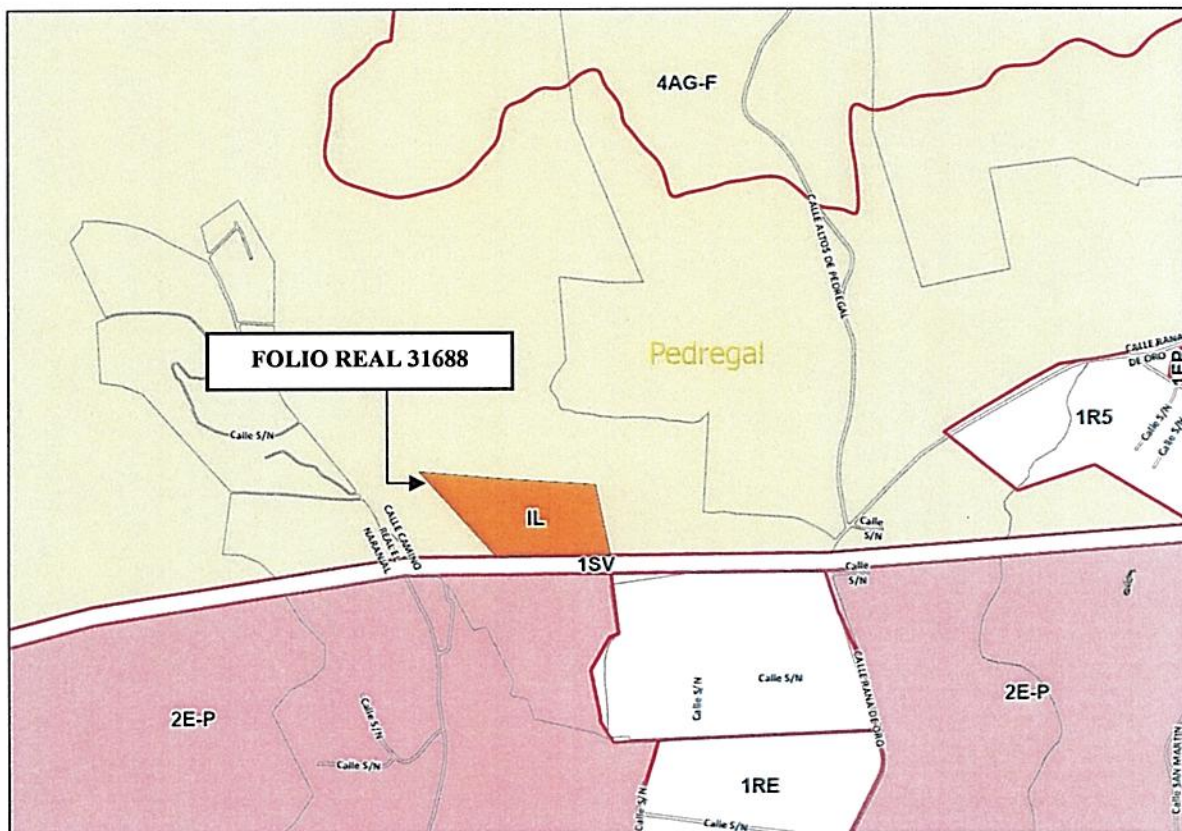 4AG-F
CALLE ALTOS DE PEDREGAL
FOLIO REAL 31688
Pedregal
CALLE RANA
DE ORO
1EP
1R5
Calle S/N
Calle S/N
Calle S/N
IL
CALLE CAMINO
REAL EL
NARANJAL
Calle
S/N
1SV
Calle
S/N
2E-P
Calle S/N
Calle S/N
Calle S/N
Calle S/N
CALLE RANA DE ORO
2E-P
1RE
Calle S/N
Calle S/N
Calle SAN MARTIN